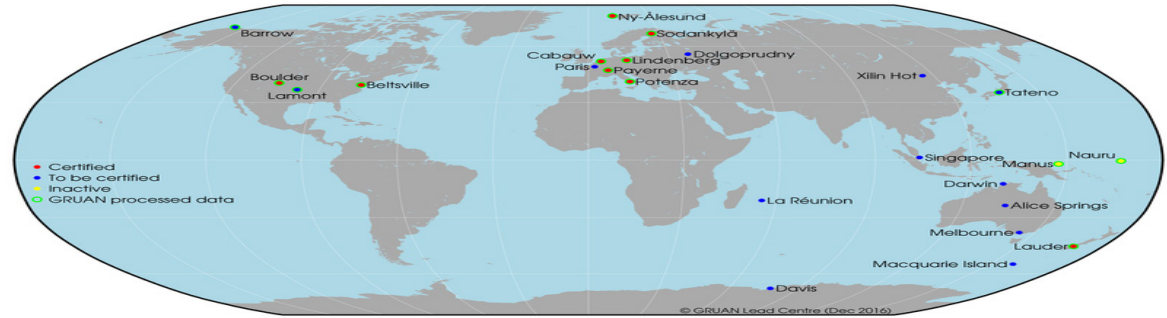 Ny-Ålesund
Barrow
Sodankylä
Cabauw
Dolgoprudny
Lindenberg
Paris
Payerne
Boulder
Xilin Hot
Potenza
Beltsville
Lamont
Tateno
Singapore
Nauru
Manus
Certified
To be certified
Inactive
GRUAN processed data
Darwin
La Réunion
Alice Springs
Melbourne
Lauder
Macquarie Island
Davis
© GRUAN Lead Centre (Dec 2016)